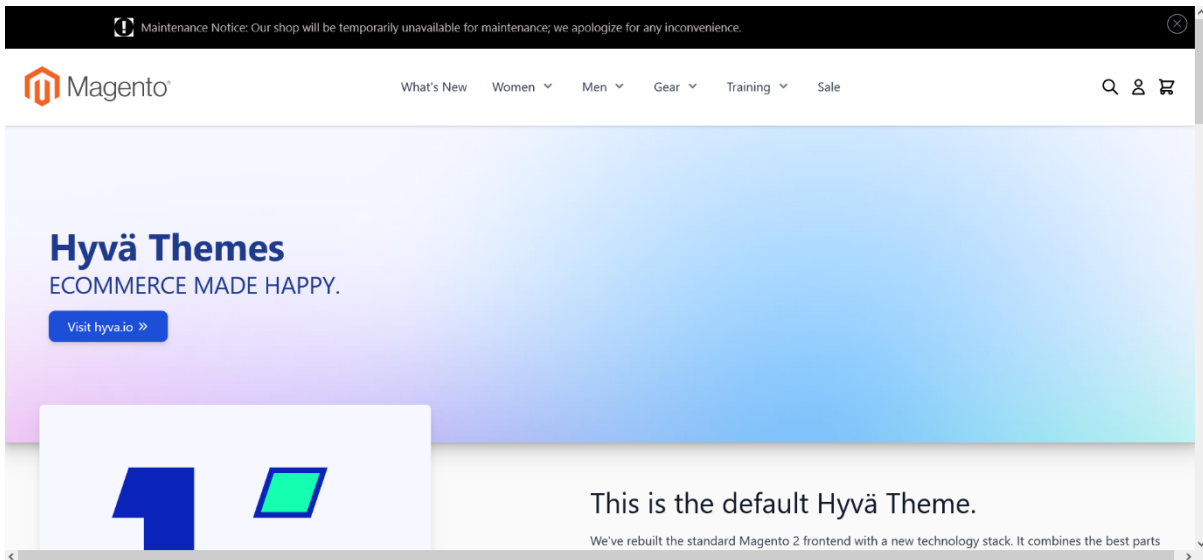 Maintenance Notice: Our shop will be temporarily unavailable for maintenance; we apologize for any inconvenience.
Magento®
What's New Women Men Gear Training Sale
Hyvä Themes
ECOMMERCE MADE HAPPY.
Visit hyva.io »
This is the default Hyvä Theme.
We've rebuilt the standard Magento 2 frontend with a new technology stack. It combines the best parts